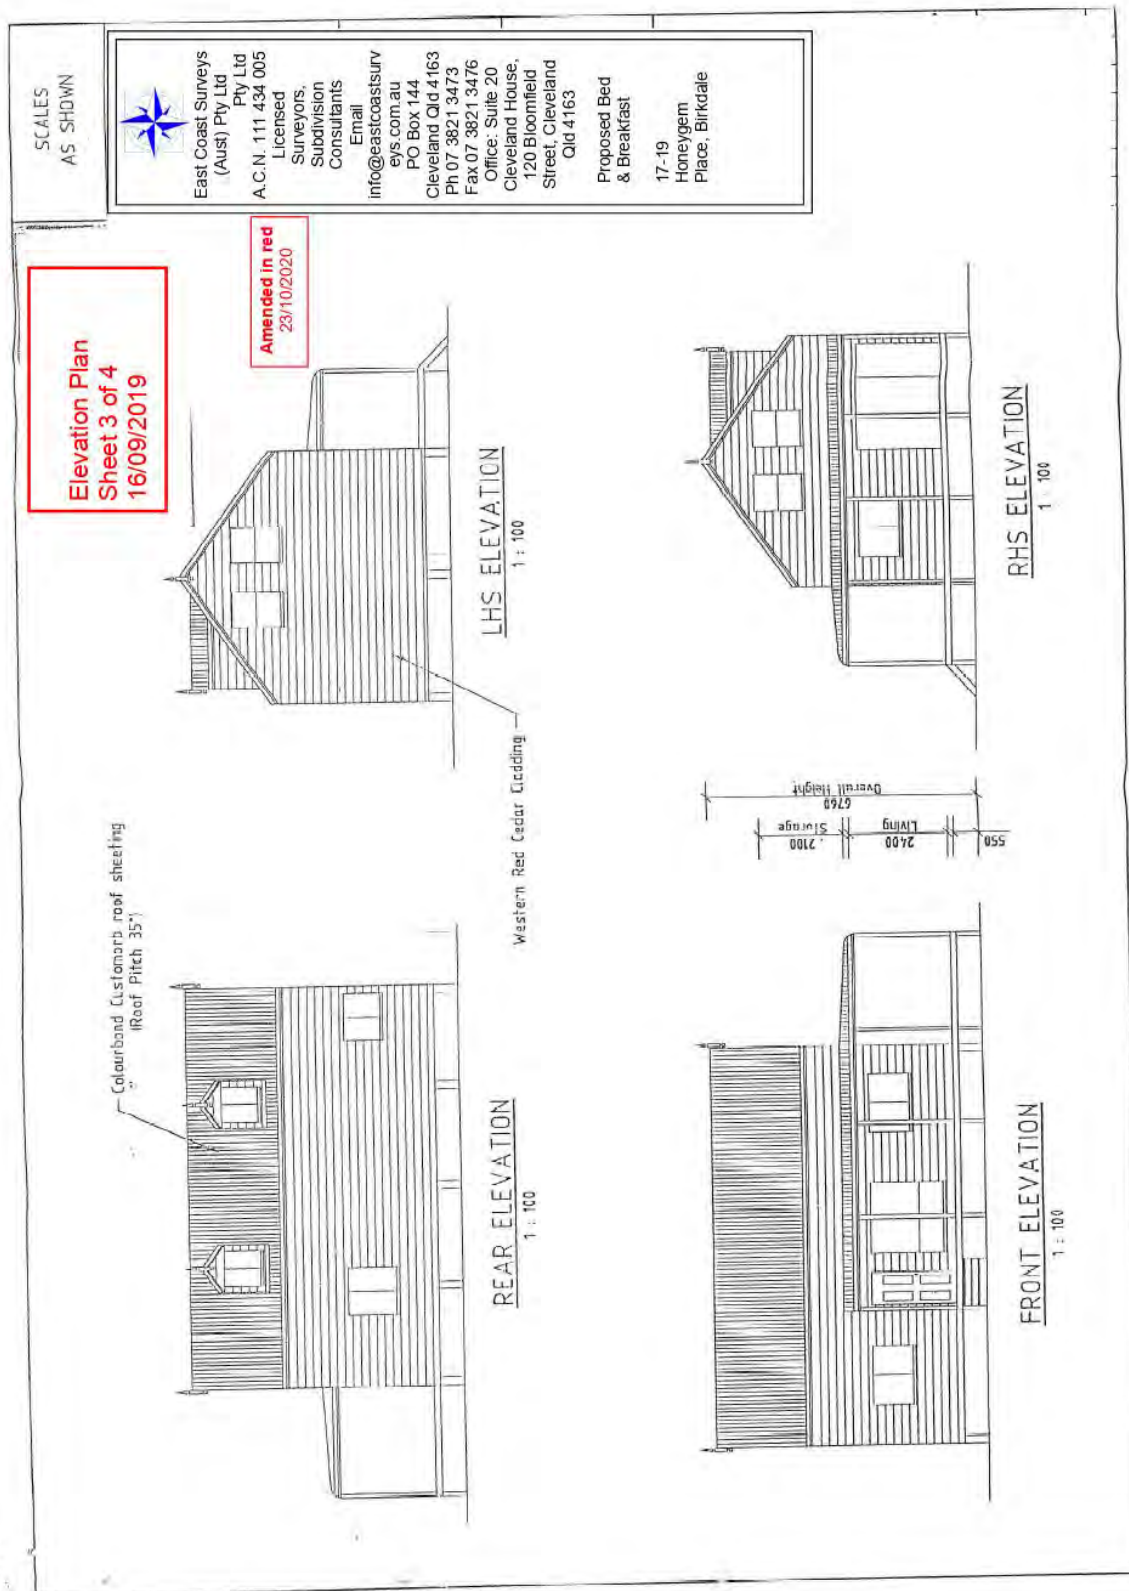 SCALES
AS SHOWN
East Coast Surveys
(Aust) Pty Ltd
Pty Ltd
A.C.N. 111 434 005
Licensed
Surveyors,
Subdivision
Consultants
Email
info@eastcoastsurv
eys.com.au
PO Box 144
Cleveland Qld 4163
Ph 07 3821 3473
Fax 07 3821 3476
Office: Suite 20
Cleveland House,
120 Bloomfield
Street, Cleveland
Qld 4163
Proposed Bed
& Breakfast
17-19
Honeygem
Place, Birkdale
Elevation Plan
Sheet 3 of 4
16/09/2019
Amended in red
23/10/2020
Colourbond Customorb roof sheeting
(Roof Pitch 35°)
REAR ELEVATION
1 : 100
LHS ELEVATION
1 : 100
Western Red Cedar Cladding
FRONT ELEVATION
1 : 100
550
2400
Living
2100
Storage
6760
Overall Height
RHS ELEVATION
1 : 100